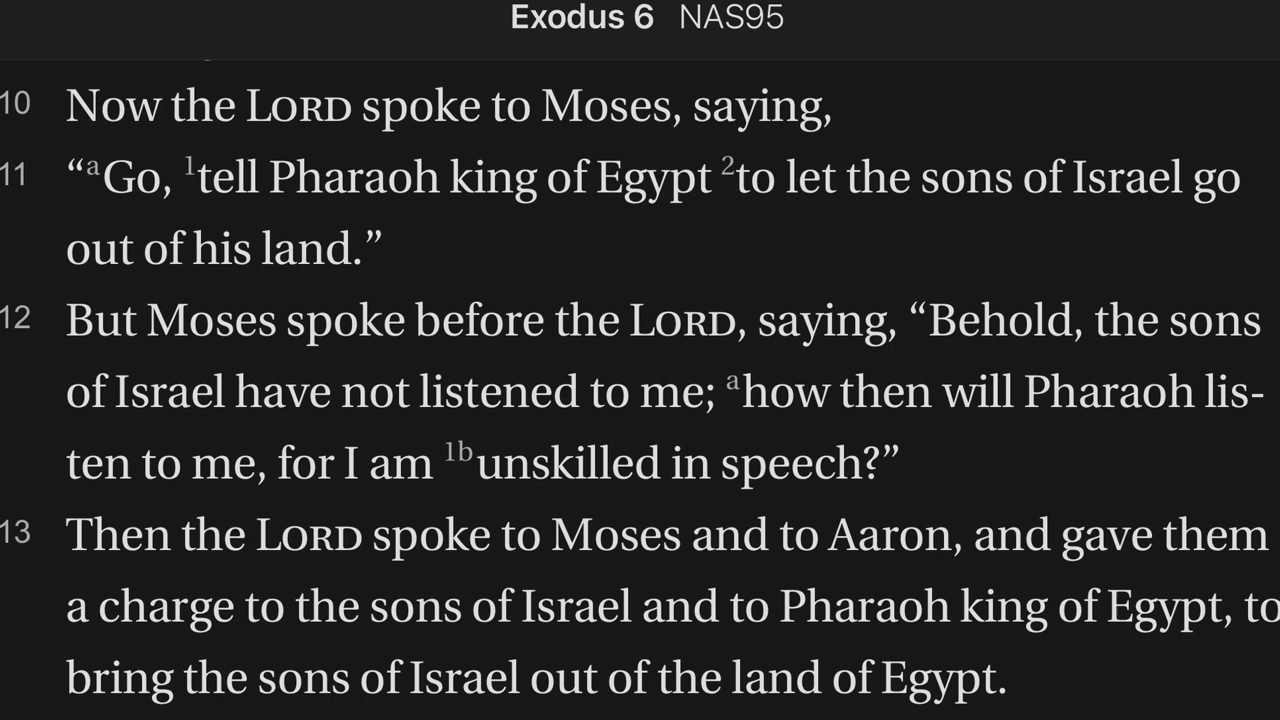 Exodus 6 NAS95
10 Now the LORD spoke to Moses, saying,
11 “aGo, 1tell Pharaoh king of Egypt 2to let the sons of Israel go
out of his land.”
12 But Moses spoke before the LORD, saying, “Behold, the sons
of Israel have not listened to me; ahow then will Pharaoh lis-
ten to me, for I am 1bunskilled in speech?”
13 Then the LORD spoke to Moses and to Aaron, and gave them
a charge to the sons of Israel and to Pharaoh king of Egypt, to
bring the sons of Israel out of the land of Egypt.